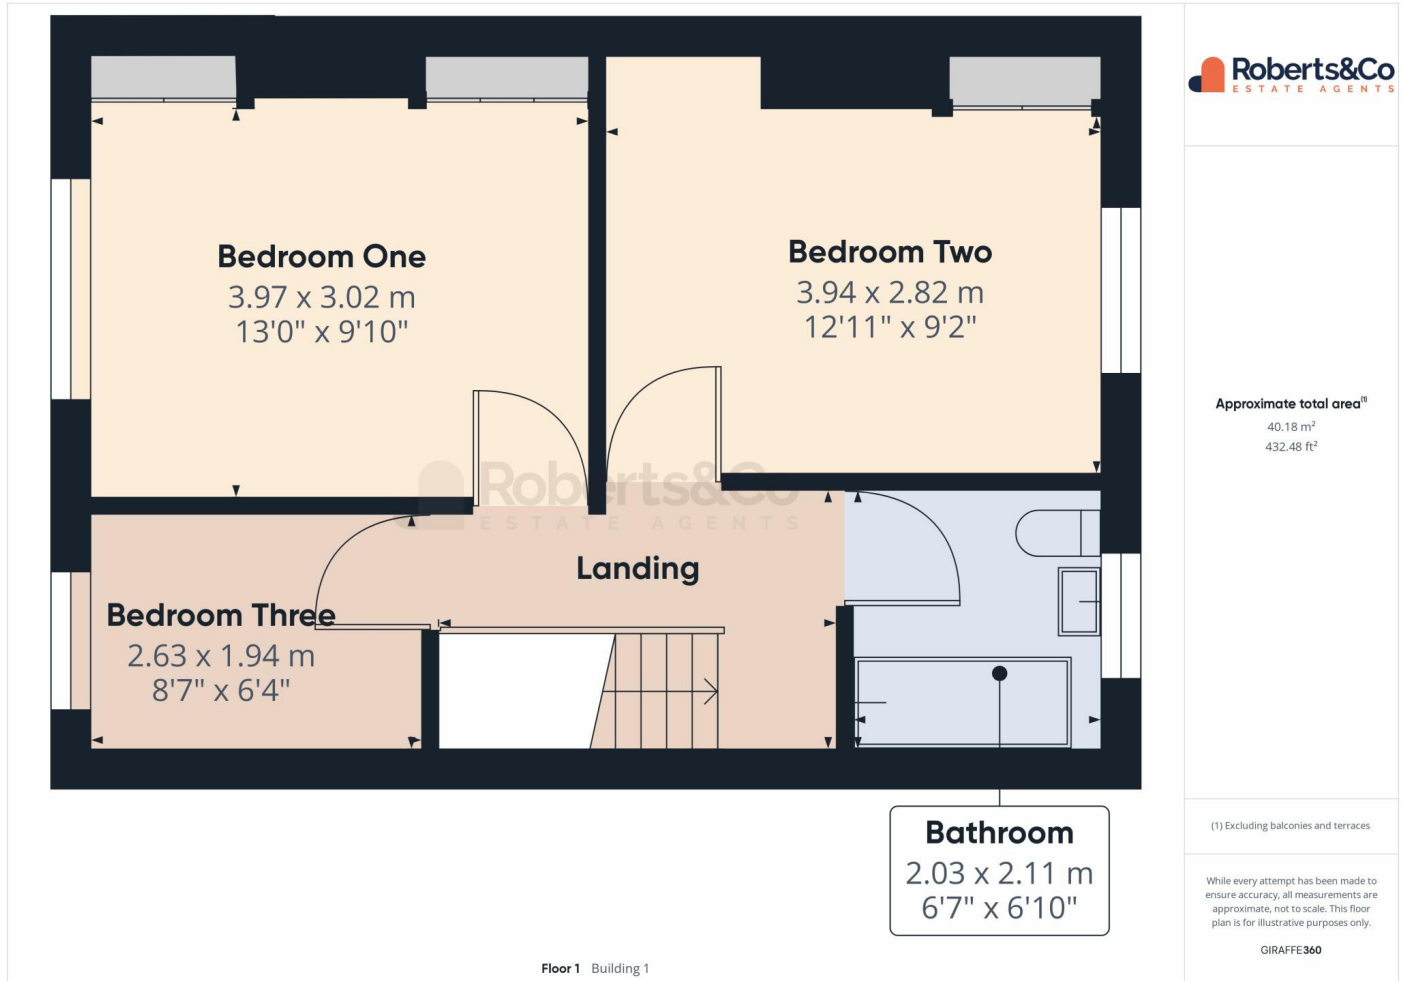 Roberts&Co
ESTATE AGENTS
Bedroom One
3.97 x 3.02 m
13'0" x 9'10"
Bedroom Two
3.94 x 2.82 m
12'11" x 9'2"
Roberts&Co
ESTATE AGENTS
Landing
Bedroom Three
2.63 x 1.94 m
8'7" x 6'4"
Bathroom
2.03 x 2.11 m
6'7" x 6'10"
Floor 1 Building 1
Approximate total area(1)
40.18 m²
432.48 ft²
(1) Excluding balconies and terraces
While every attempt has been made to
ensure accuracy, all measurements are
approximate, not to scale. This floor
plan is for illustrative purposes only.
GIRAFFE360